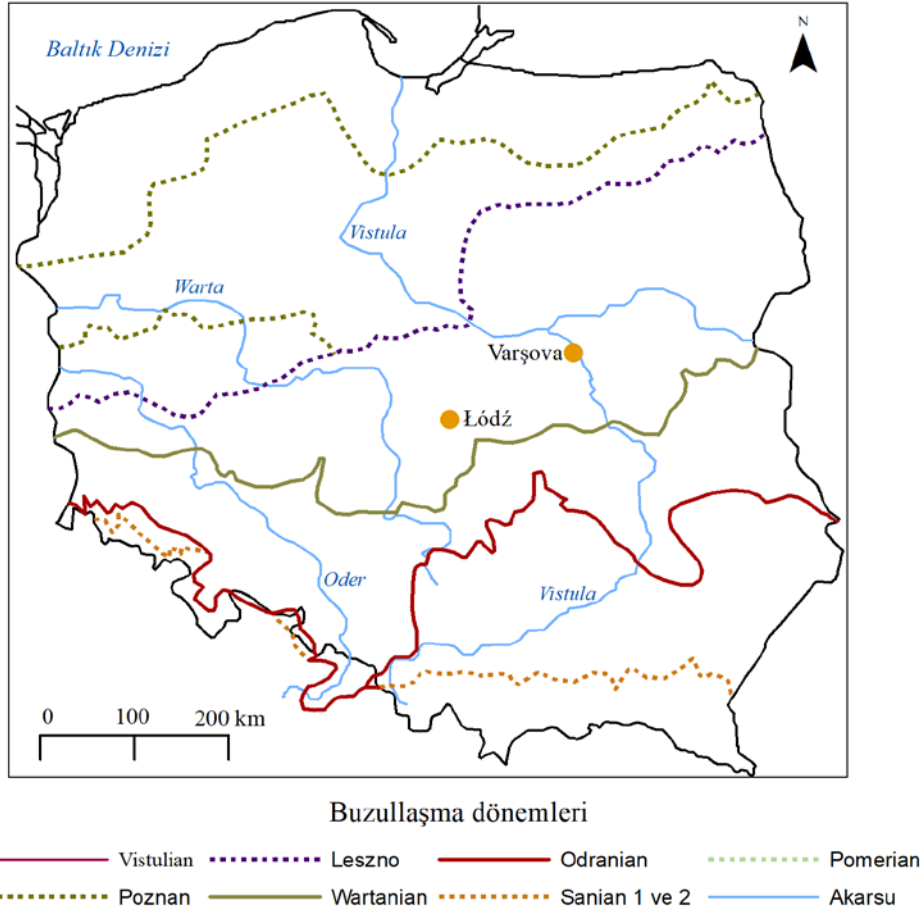 N
Baltık Denizi
Vistula
Warta
Varşova
Łódź
Oder
Vistula
0 100 200 km
Buzullaşma dönemleri
Vistulian Leszno Odranian Pomerian
Poznan Wartanian Sanian 1 ve 2 Akarsu